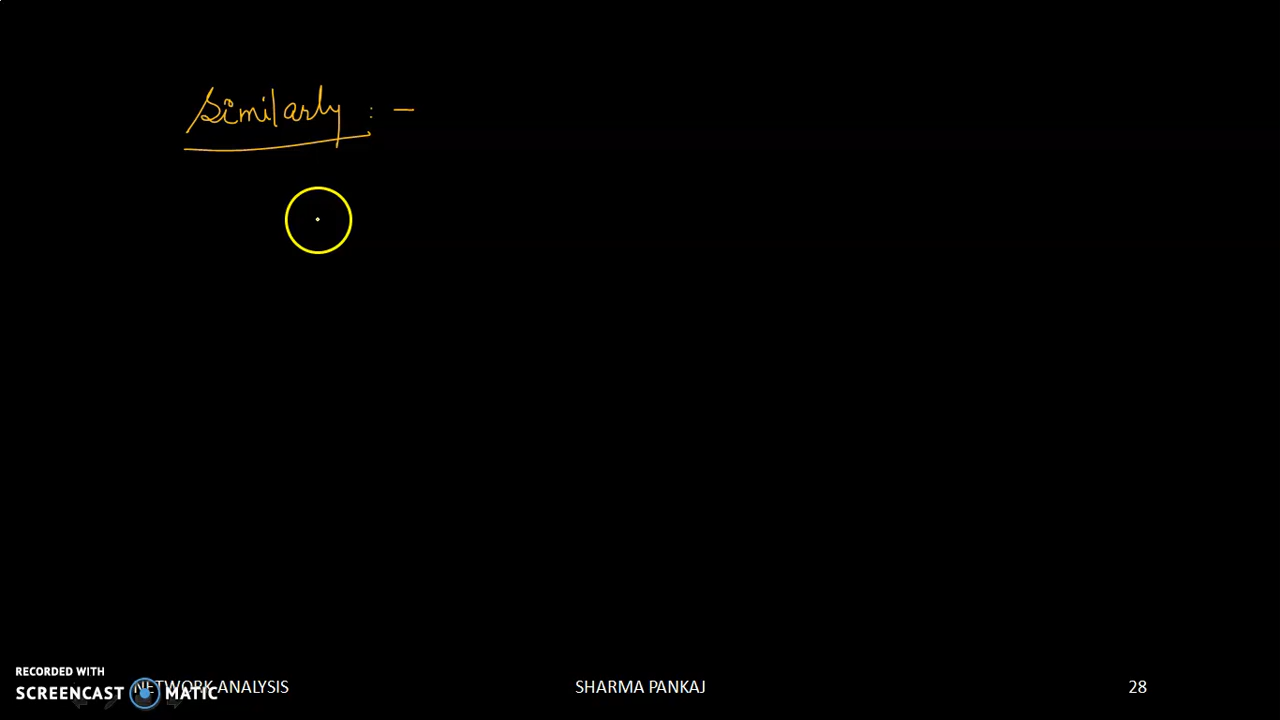 Similarly : -
RECORDED WITH
SCREENCAST MATIC
NETWORK ANALYSIS
SHARMA PANKAJ
28